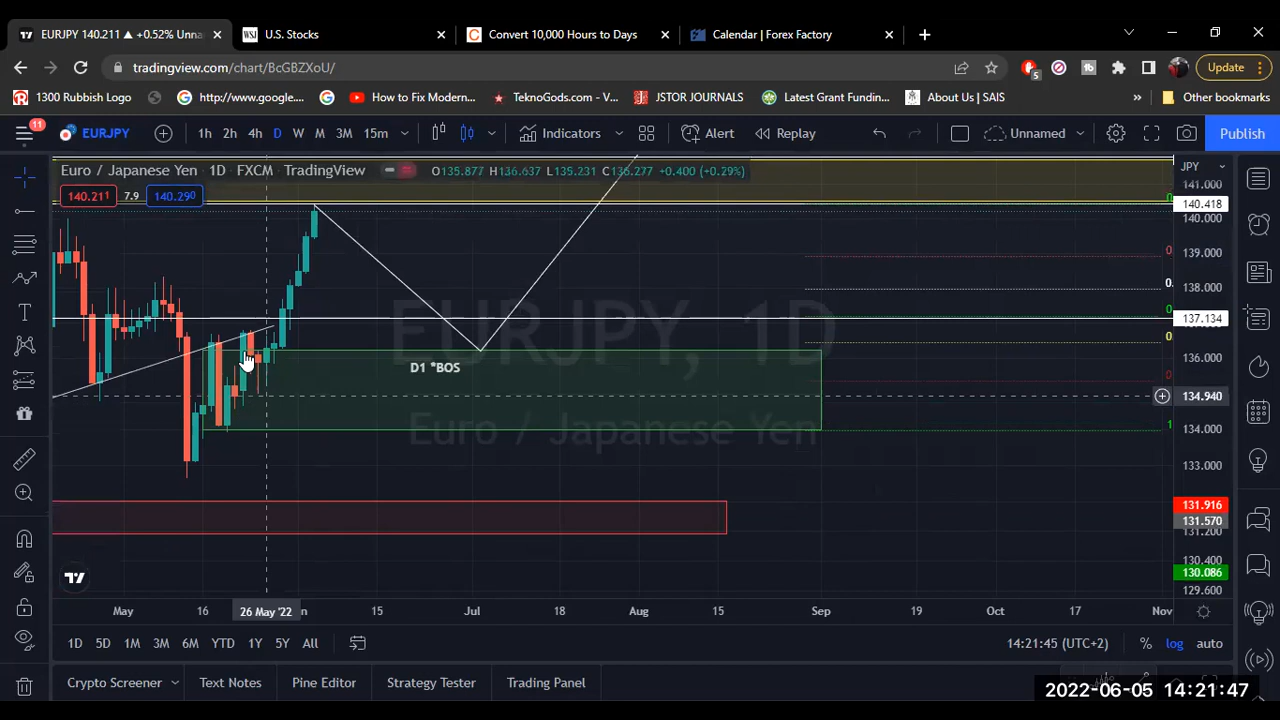 EURJPY 140.211 ▲ +0.52% Unna
U.S. Stocks
Convert 10,000 Hours to Days
Calendar | Forex Factory
tradingview.com/chart/BcGBZXoU/
5
Update
1300 Rubbish Logo
http://www.google...
How to Fix Modern...
TeknoGods.com - V...
JSTOR JOURNALS
Latest Grant Funding...
About Us | SAIS
»
Other bookmarks
11
EURJPY
1h 2h 4h D W M 3M 15m
Indicators
Alert
Replay
Unnamed
Publish
Euro / Japanese Yen · 1D · FXCM · TradingView
O135.877 H136.637 L135.231 C136.277 +0.400 (+0.29%)
JPY
140.211 7.9 140.290
141.000
140.418
140.000
139.000
138.000
137.134
136.000
134.940
134.000
133.000
131.916
131.570
131.200
130.400
130.086
129.600
EURJPY, 1D
Euro / Japanese Yen
D1 *BOS
May 16 26 May '22 15 Jul 18 Aug 15 Sep 19 Oct 17 Nov
1D 5D 1M 3M 6M YTD 1Y 5Y All
14:21:45 (UTC+2)
% log auto
Crypto Screener
Text Notes
Pine Editor
Strategy Tester
Trading Panel
2022-06-05 14:21:47